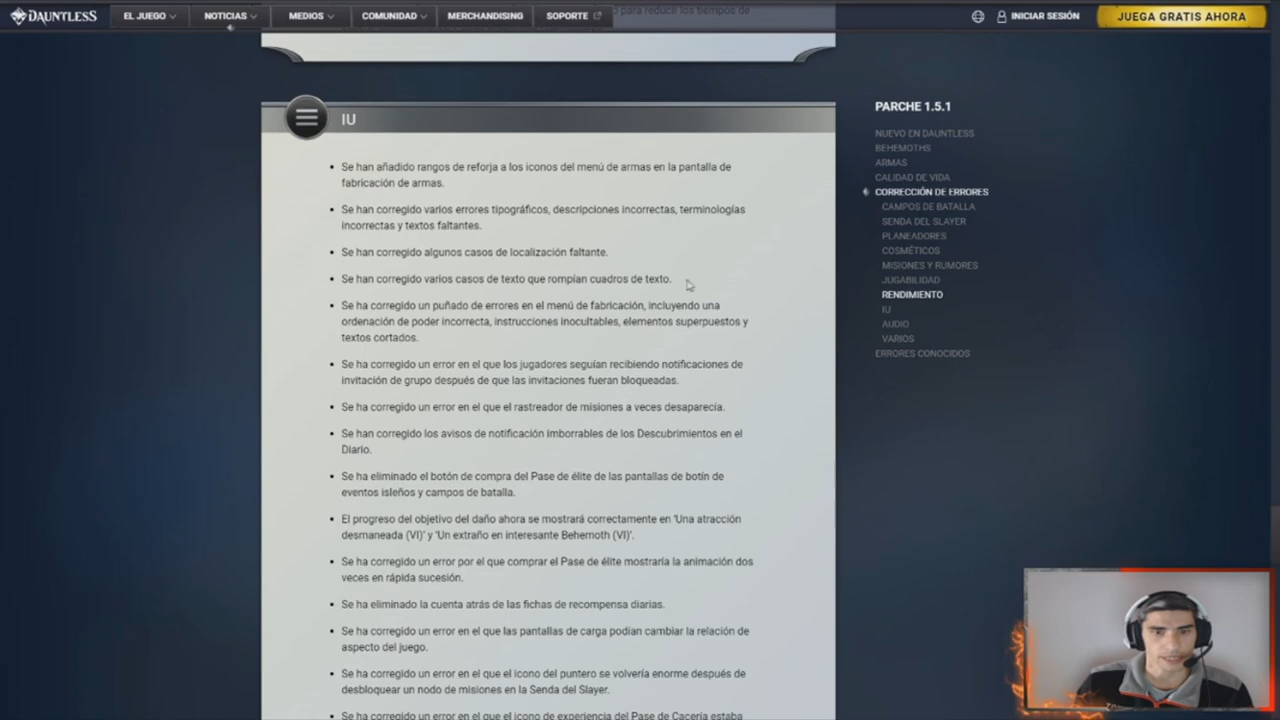 DAUNTLESS
EL JUEGO
NOTICIAS
MEDIOS
COMUNIDAD
MERCHANDISING
SOPORTE
INICIAR SESIÓN
JUEGA GRATIS AHORA
para reducir los tiempos de
IU
Se han añadido rangos de reforja a los iconos del menú de armas en la pantalla de
fabricación de armas.
Se han corregido varios errores tipográficos, descripciones incorrectas, terminologías
incorrectas y textos faltantes.
Se han corregido algunos casos de localización faltante.
Se han corregido varios casos de texto que rompían cuadros de texto.
Se ha corregido un puñado de errores en el menú de fabricación, incluyendo una
ordenación de poder incorrecta, instrucciones inocultables, elementos superpuestos y
textos cortados.
Se ha corregido un error en el que los jugadores seguían recibiendo notificaciones de
invitación de grupo después de que las invitaciones fueran bloqueadas.
Se ha corregido un error en el que el rastreador de misiones a veces desaparecía.
Se han corregido los avisos de notificación imborrables de los Descubrimientos en el
Diario.
Se ha eliminado el botón de compra del Pase de élite de las pantallas de botín de
eventos isleños y campos de batalla.
El progreso del objetivo del daño ahora se mostrará correctamente en 'Una atracción
desmaneada (VI)' y 'Un extraño en interesante Behemoth (VI)'.
Se ha corregido un error por el que comprar el Pase de élite mostraría la animación dos
veces en rápida sucesión.
Se ha eliminado la cuenta atrás de las fichas de recompensa diarias.
Se ha corregido un error en el que las pantallas de carga podían cambiar la relación de
aspecto del juego.
Se ha corregido un error en el que el icono del puntero se volvería enorme después de
desbloquear un nodo de misiones en la Senda del Slayer.
Se ha corregido un error en el que el icono de experiencia del Pase de Cacería estaba
PARCHE 1.5.1
NUEVO EN DAUNTLESS
BEHEMOTHS
ARMAS
CALIDAD DE VIDA
CORRECCIÓN DE ERRORES
CAMPOS DE BATALLA
SENDA DEL SLAYER
PLANEADORES
COSMÉTICOS
MISIONES Y RUMORES
JUGABILIDAD
RENDIMIENTO
IU
AUDIO
VARIOS
ERRORES CONOCIDOS